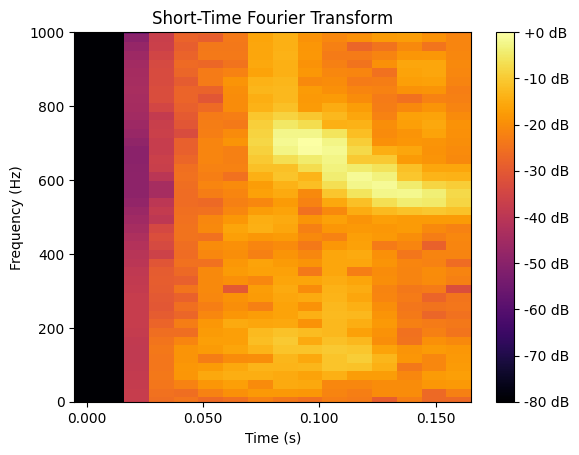 Short-Time Fourier Transform
1000
800
600
400
200
0
Frequency (Hz)
0.000
0.050
0.100
0.150
Time (s)
+0 dB
-10 dB
-20 dB
-30 dB
-40 dB
-50 dB
-60 dB
-70 dB
-80 dB